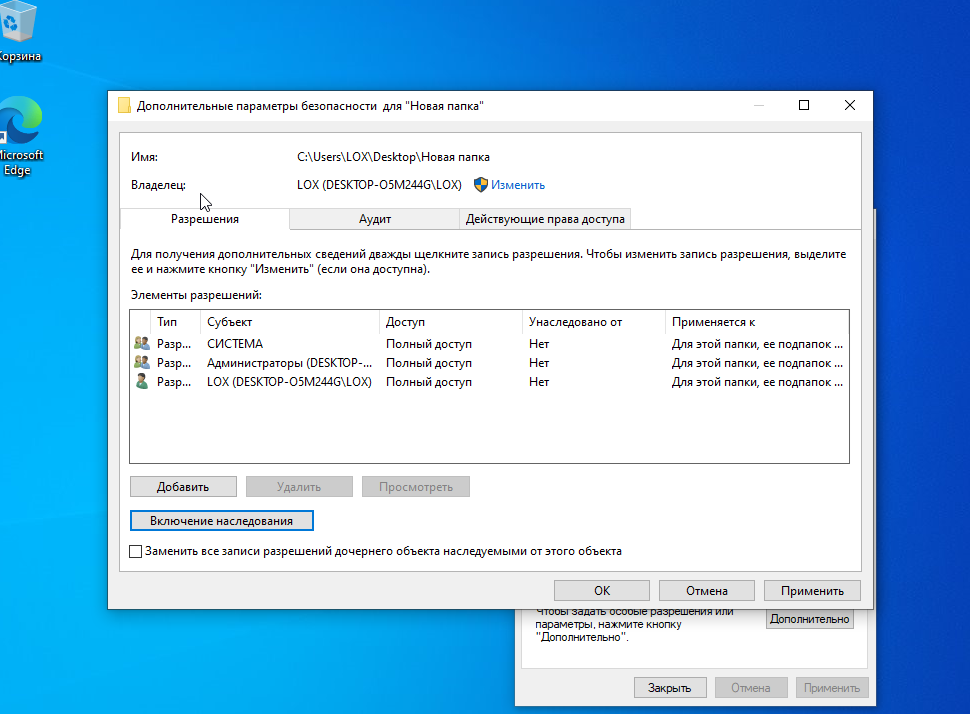 Корзина
Microsoft
Edge
Дополнительные параметры безопасности для "Новая папка"
Имя: C:\Users\LOX\Desktop\Новая папка
Владелец: LOX (DESKTOP-O5M244G\LOX) Изменить
Разрешения Аудит Действующие права доступа
Для получения дополнительных сведений дважды щелкните запись разрешения. Чтобы изменить запись разрешения, выделите
ее и нажмите кнопку "Изменить" (если она доступна).
Элементы разрешений:
Тип Субъект Доступ Унаследовано от Применяется к
Разр... СИСТЕМА Полный доступ Нет Для этой папки, ее подпапок ...
Разр... Администраторы (DESKTOP-... Полный доступ Нет Для этой папки, ее подпапок ...
Разр... LOX (DESKTOP-O5M244G\LOX) Полный доступ Нет Для этой папки, ее подпапок ...
Добавить Удалить Просмотреть
Включение наследования
Заменить все записи разрешений дочернего объекта наследуемыми от этого объекта
ОК Отмена Применить
Чтобы задать особые разрешения или
параметры, нажмите кнопку
"Дополнительно".
Дополнительно
Закрыть Отмена Применить